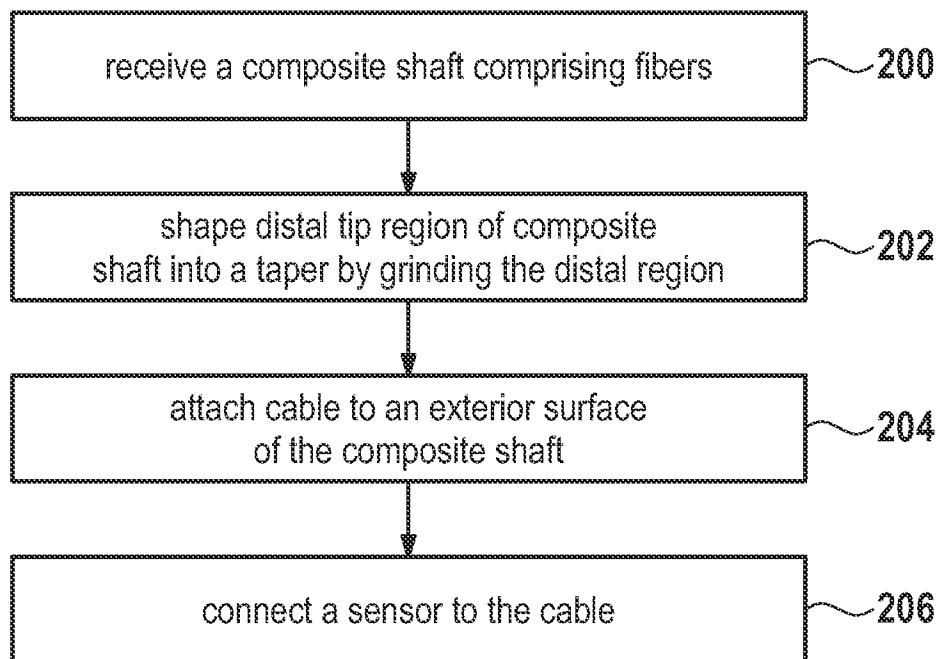 receive a composite shaft comprising fibers
200
shape distal tip region of composite
shaft into a taper by grinding the distal region
202
attach cable to an exterior surface
of the composite shaft
204
connect a sensor to the cable
206